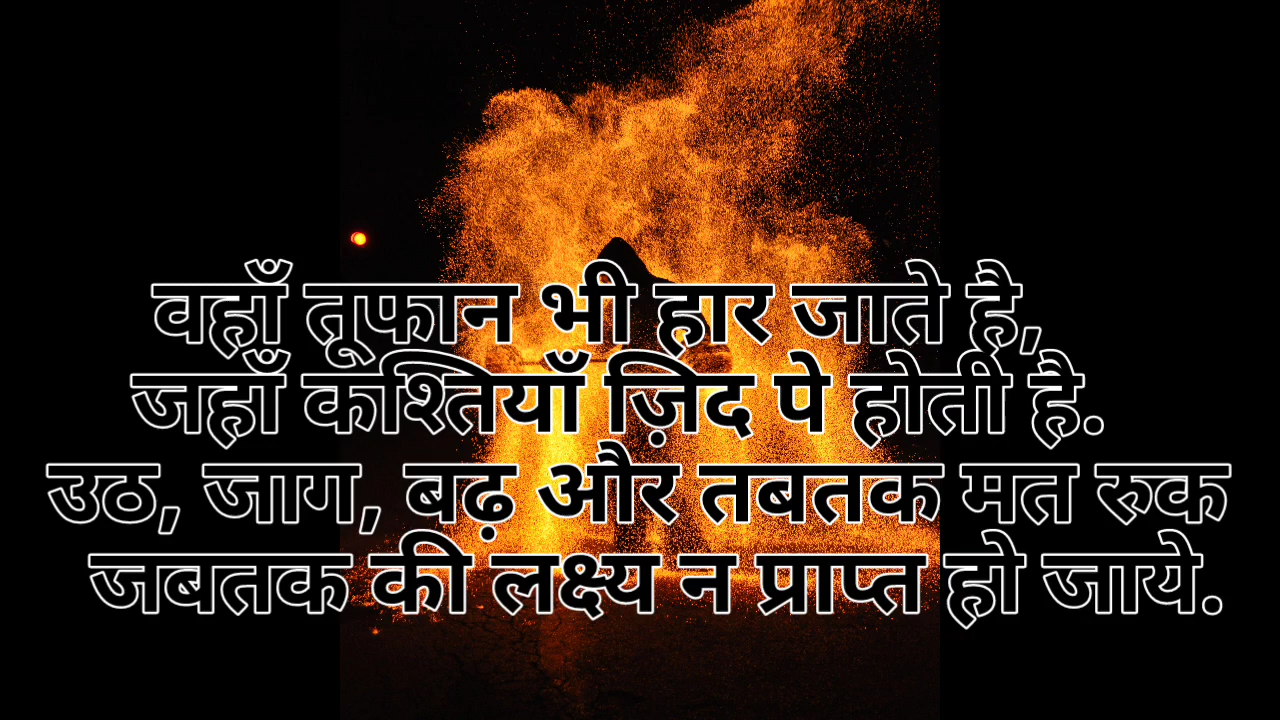 वहाँ तूफान भी हार जाते है,
जहाँ कश्तियाँ ज़िद पे होती है.
उठ, जाग, बढ़ और तबतक मत रुक
जबतक की लक्ष्य न प्राप्त हो जाये.